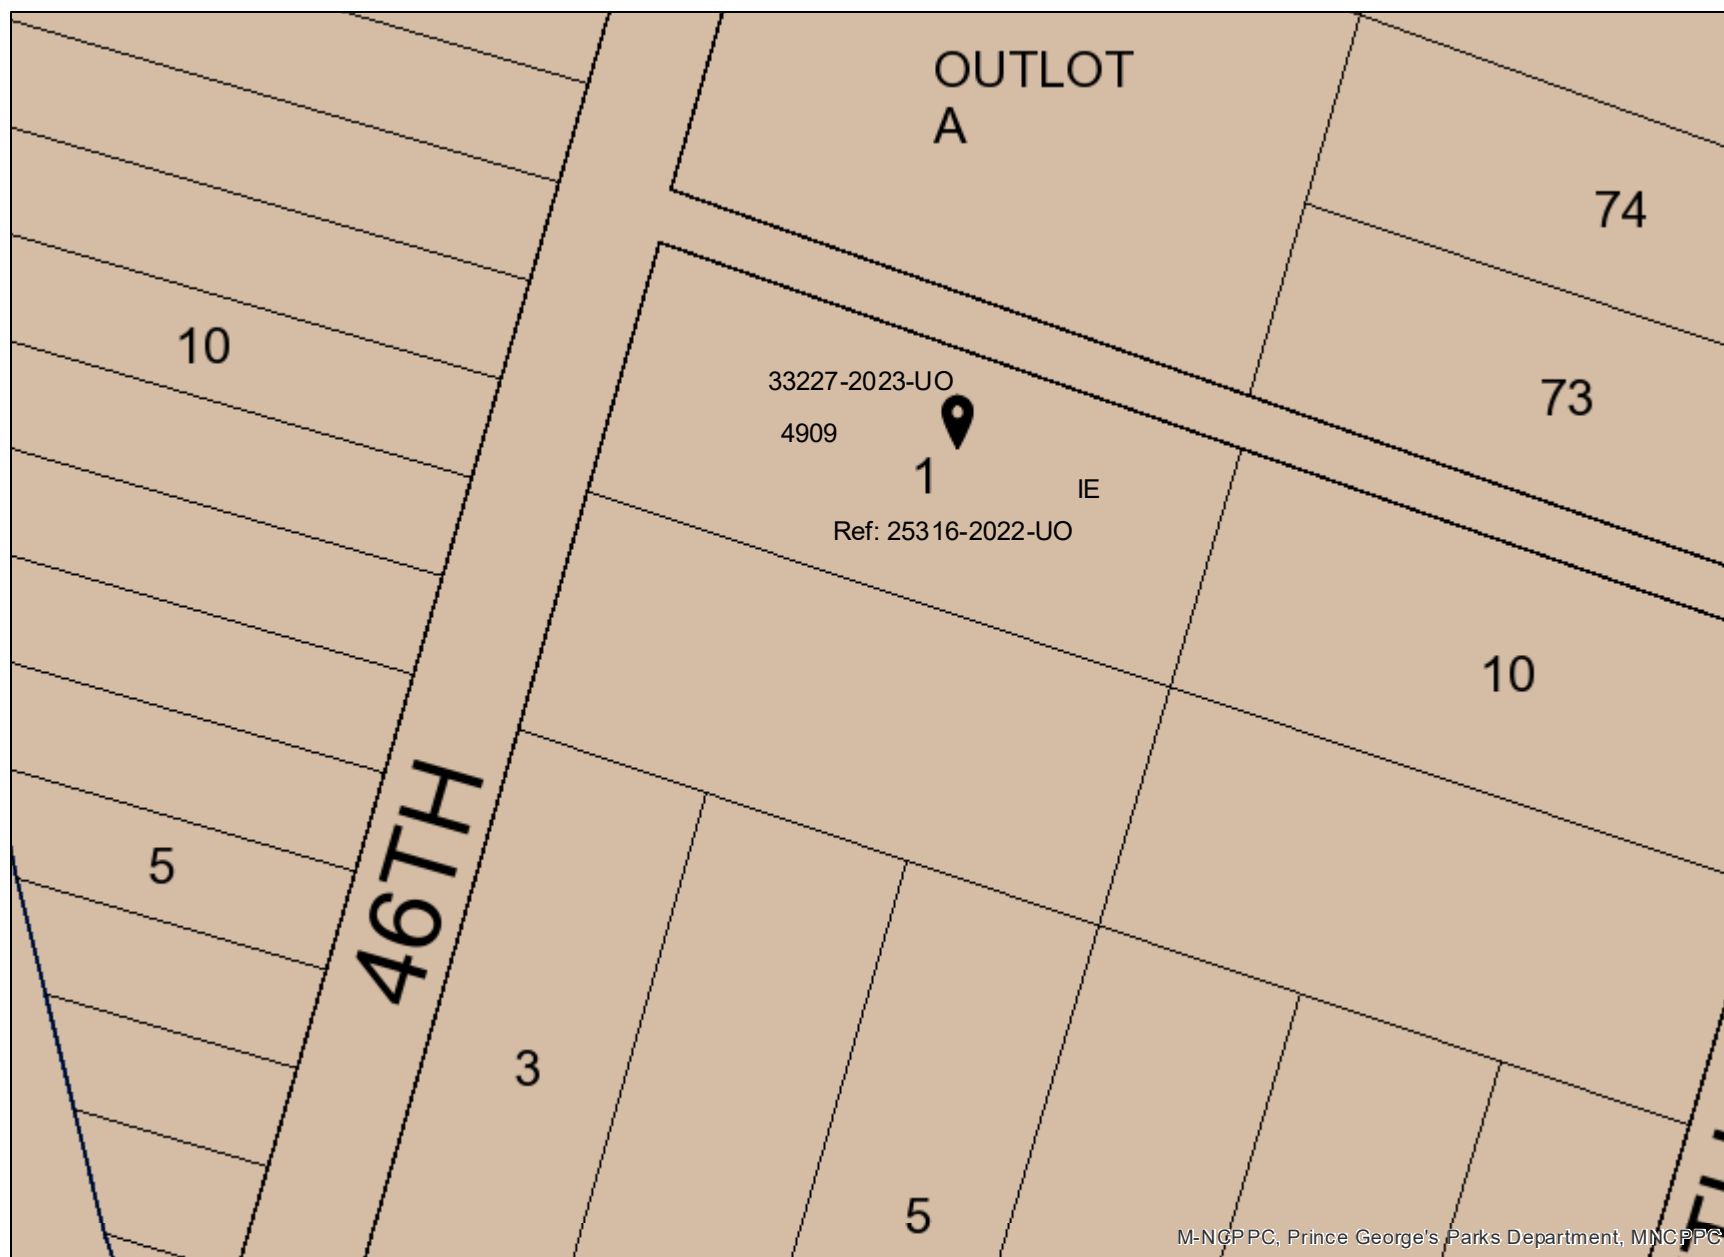 OUTLOT
A
74
10
73
33227-2023-UO
4909
1
IE
Ref: 25316-2022-UO
10
5
46TH
3
5
M-NCPPC, Prince George's Parks Department, MNCPPC